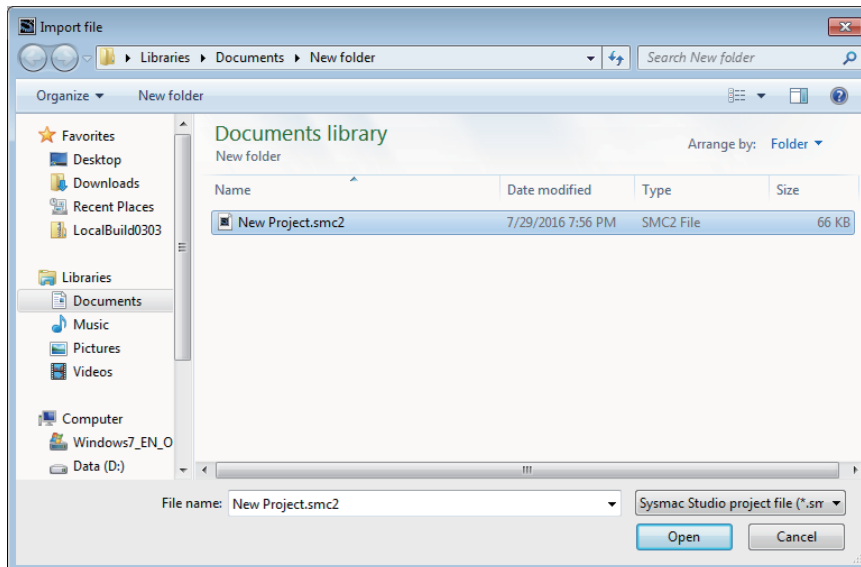 Import file
Libraries Documents New folder
Search New folder
Organize New folder
Favorites
Desktop
Downloads
Recent Places
LocalBuild0303
Libraries
Documents
Music
Pictures
Videos
Computer
Windows7_EN_O
Data (D:)
Documents library
New folder
Arrange by: Folder
Name Date modified Type Size
New Project.smc2 7/29/2016 7:56 PM SMC2 File 66 KB
File name: New Project.smc2 Sysmac Studio project file (*.sm
Open Cancel